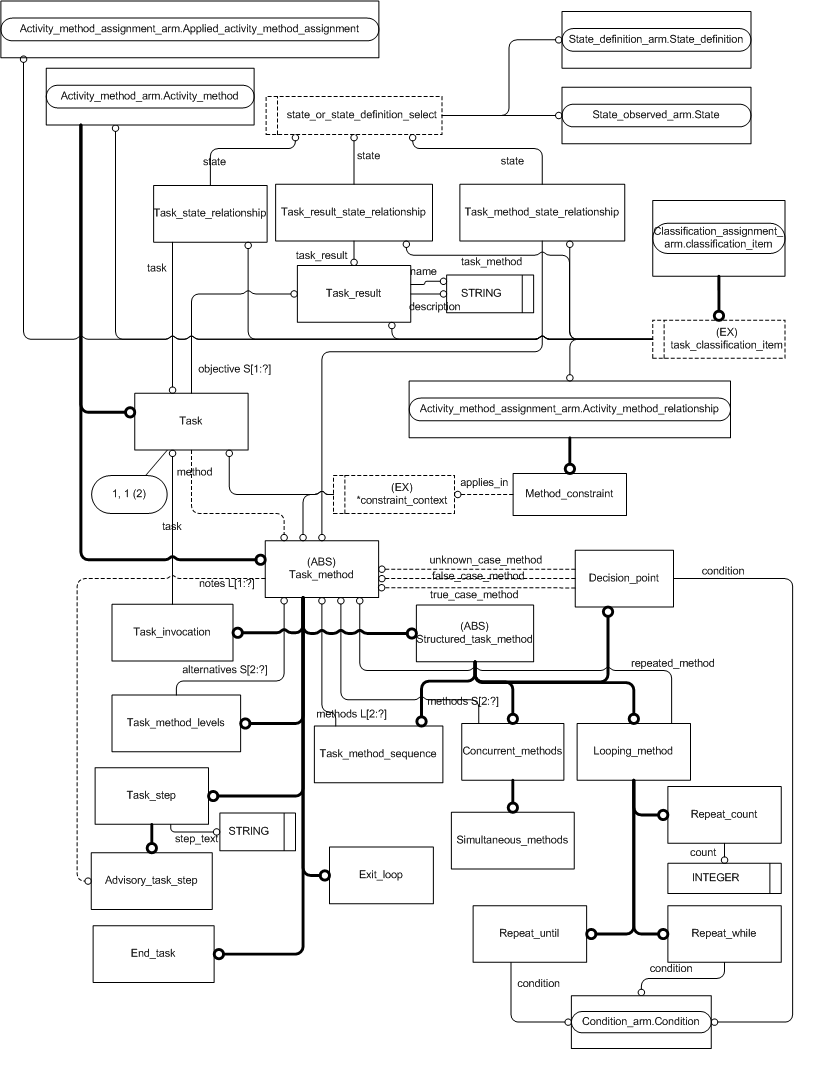 Activity_method_assignment_arm.Applied_activity_method_assignment
State_definition_arm.State_definition
Activity_method_arm.Activity_method
state_or_state_definition_select
State_observed_arm.State
state
state
state
Task_state_relationship
Task_result_state_relationship
Task_method_state_relationship
Classification_assignment_
arm.classification_item
task
task_result
task_method
name
Task_result
STRING
description
(EX)
task_classification_item
objective S[1:?]
Activity_method_assignment_arm.Activity_method_relationship
Task
method
1, 1 (2)
(EX)
*constraint_context
applies_in
Method_constraint
task
(ABS)
Task_method
unknown_case_method
false_case_method
true_case_method
Decision_point
condition
notes L[1:?]
Task_invocation
(ABS)
Structured_task_method
alternatives S[2:?]
repeated_method
methods L[2:?]
methods S[2:?]
Task_method_levels
Task_method_sequence
Concurrent_methods
Looping_method
Task_step
step_text
STRING
Simultaneous_methods
Repeat_count
count
INTEGER
Advisory_task_step
Exit_loop
End_task
Repeat_until
Repeat_while
condition
condition
Condition_arm.Condition